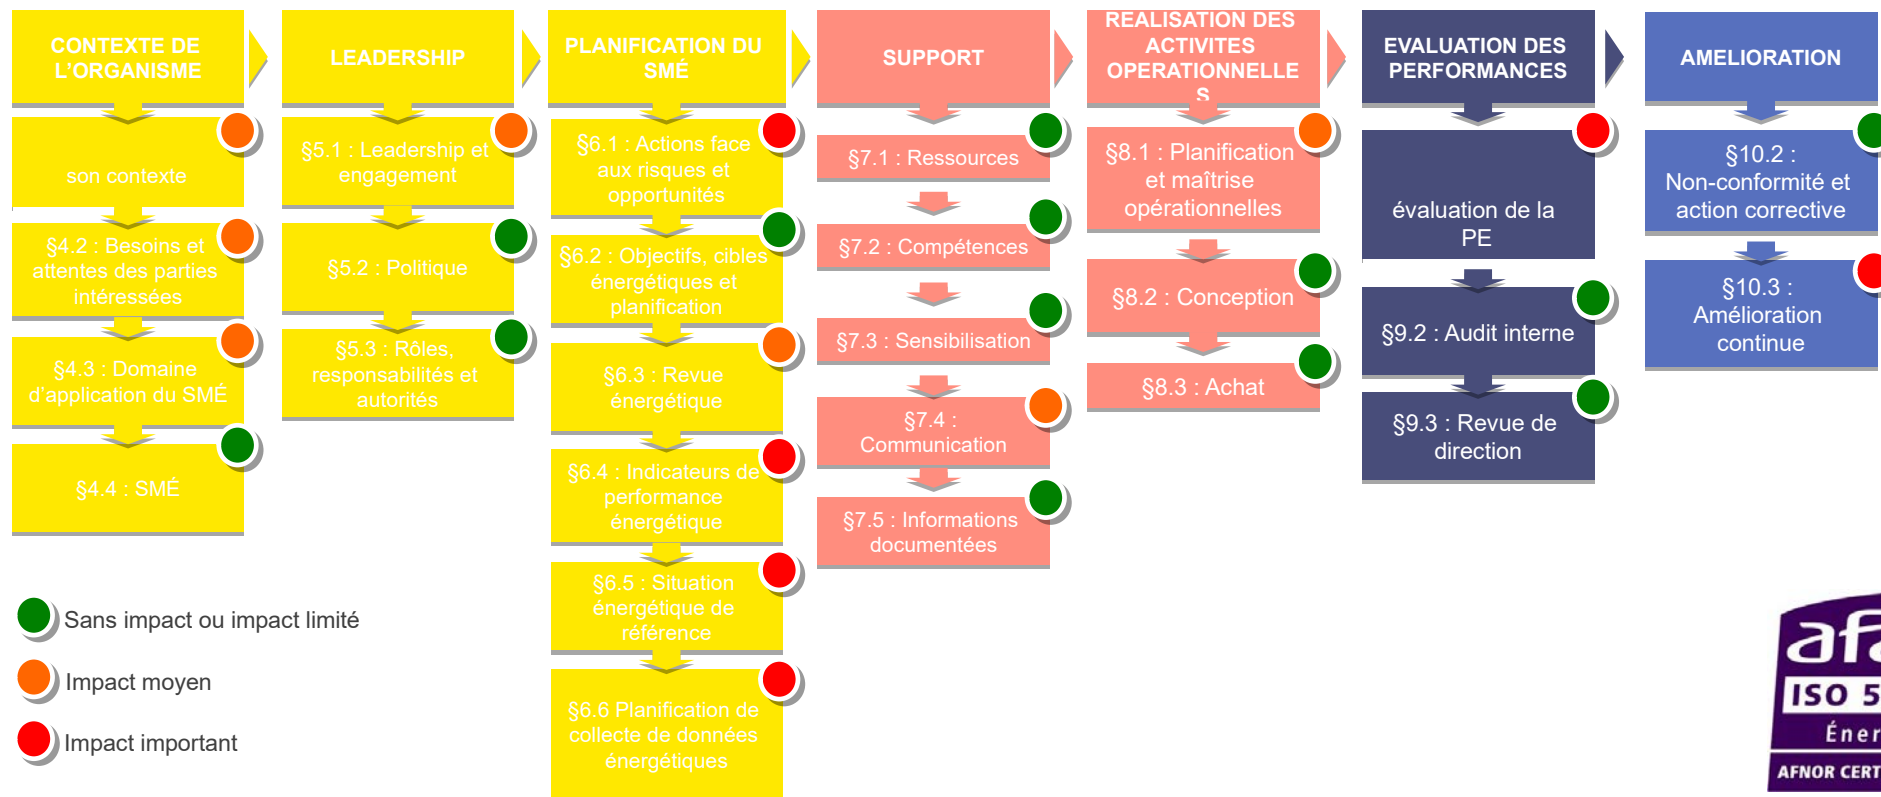 CONTEXTE DE
L'ORGANISME
son contexte
§4.2 : Besoins et
attentes des parties
intéressées
§4.3 : Domaine
d'application du SMÉ
§4.4 : SMÉ
LEADERSHIP
§5.1 : Leadership et
engagement
§5.2 : Politique
§5.3 : Rôles,
responsabilités et
autorités
PLANIFICATION DU
SMÉ
§6.1 : Actions face
aux risques et
opportunités
§6.2 : Objectifs, cibles
énergétiques et
planification
§6.3 : Revue
énergétique
§6.4 : Indicateurs de
performance
énergétique
§6.5 : Situation
énergétique de
référence
§6.6 Planification de
collecte de données
énergétiques
SUPPORT
§7.1 : Ressources
§7.2 : Compétences
§7.3 : Sensibilisation
§7.4 :
Communication
§7.5 : Informations
documentées
REALISATION DES
ACTIVITES
OPERATIONNELLE
S
§8.1 : Planification
et maîtrise
opérationnelles
§8.2 : Conception
§8.3 : Achat
EVALUATION DES
PERFORMANCES
évaluation de la
PE
§9.2 : Audit interne
§9.3 : Revue de
direction
AMELIORATION
§10.2 :
Non-conformité et
action corrective
§10.3 :
Amélioration
continue
Sans impact ou impact limité
Impact moyen
Impact important
afa
ISO 5
Éner
AFNOR CERT